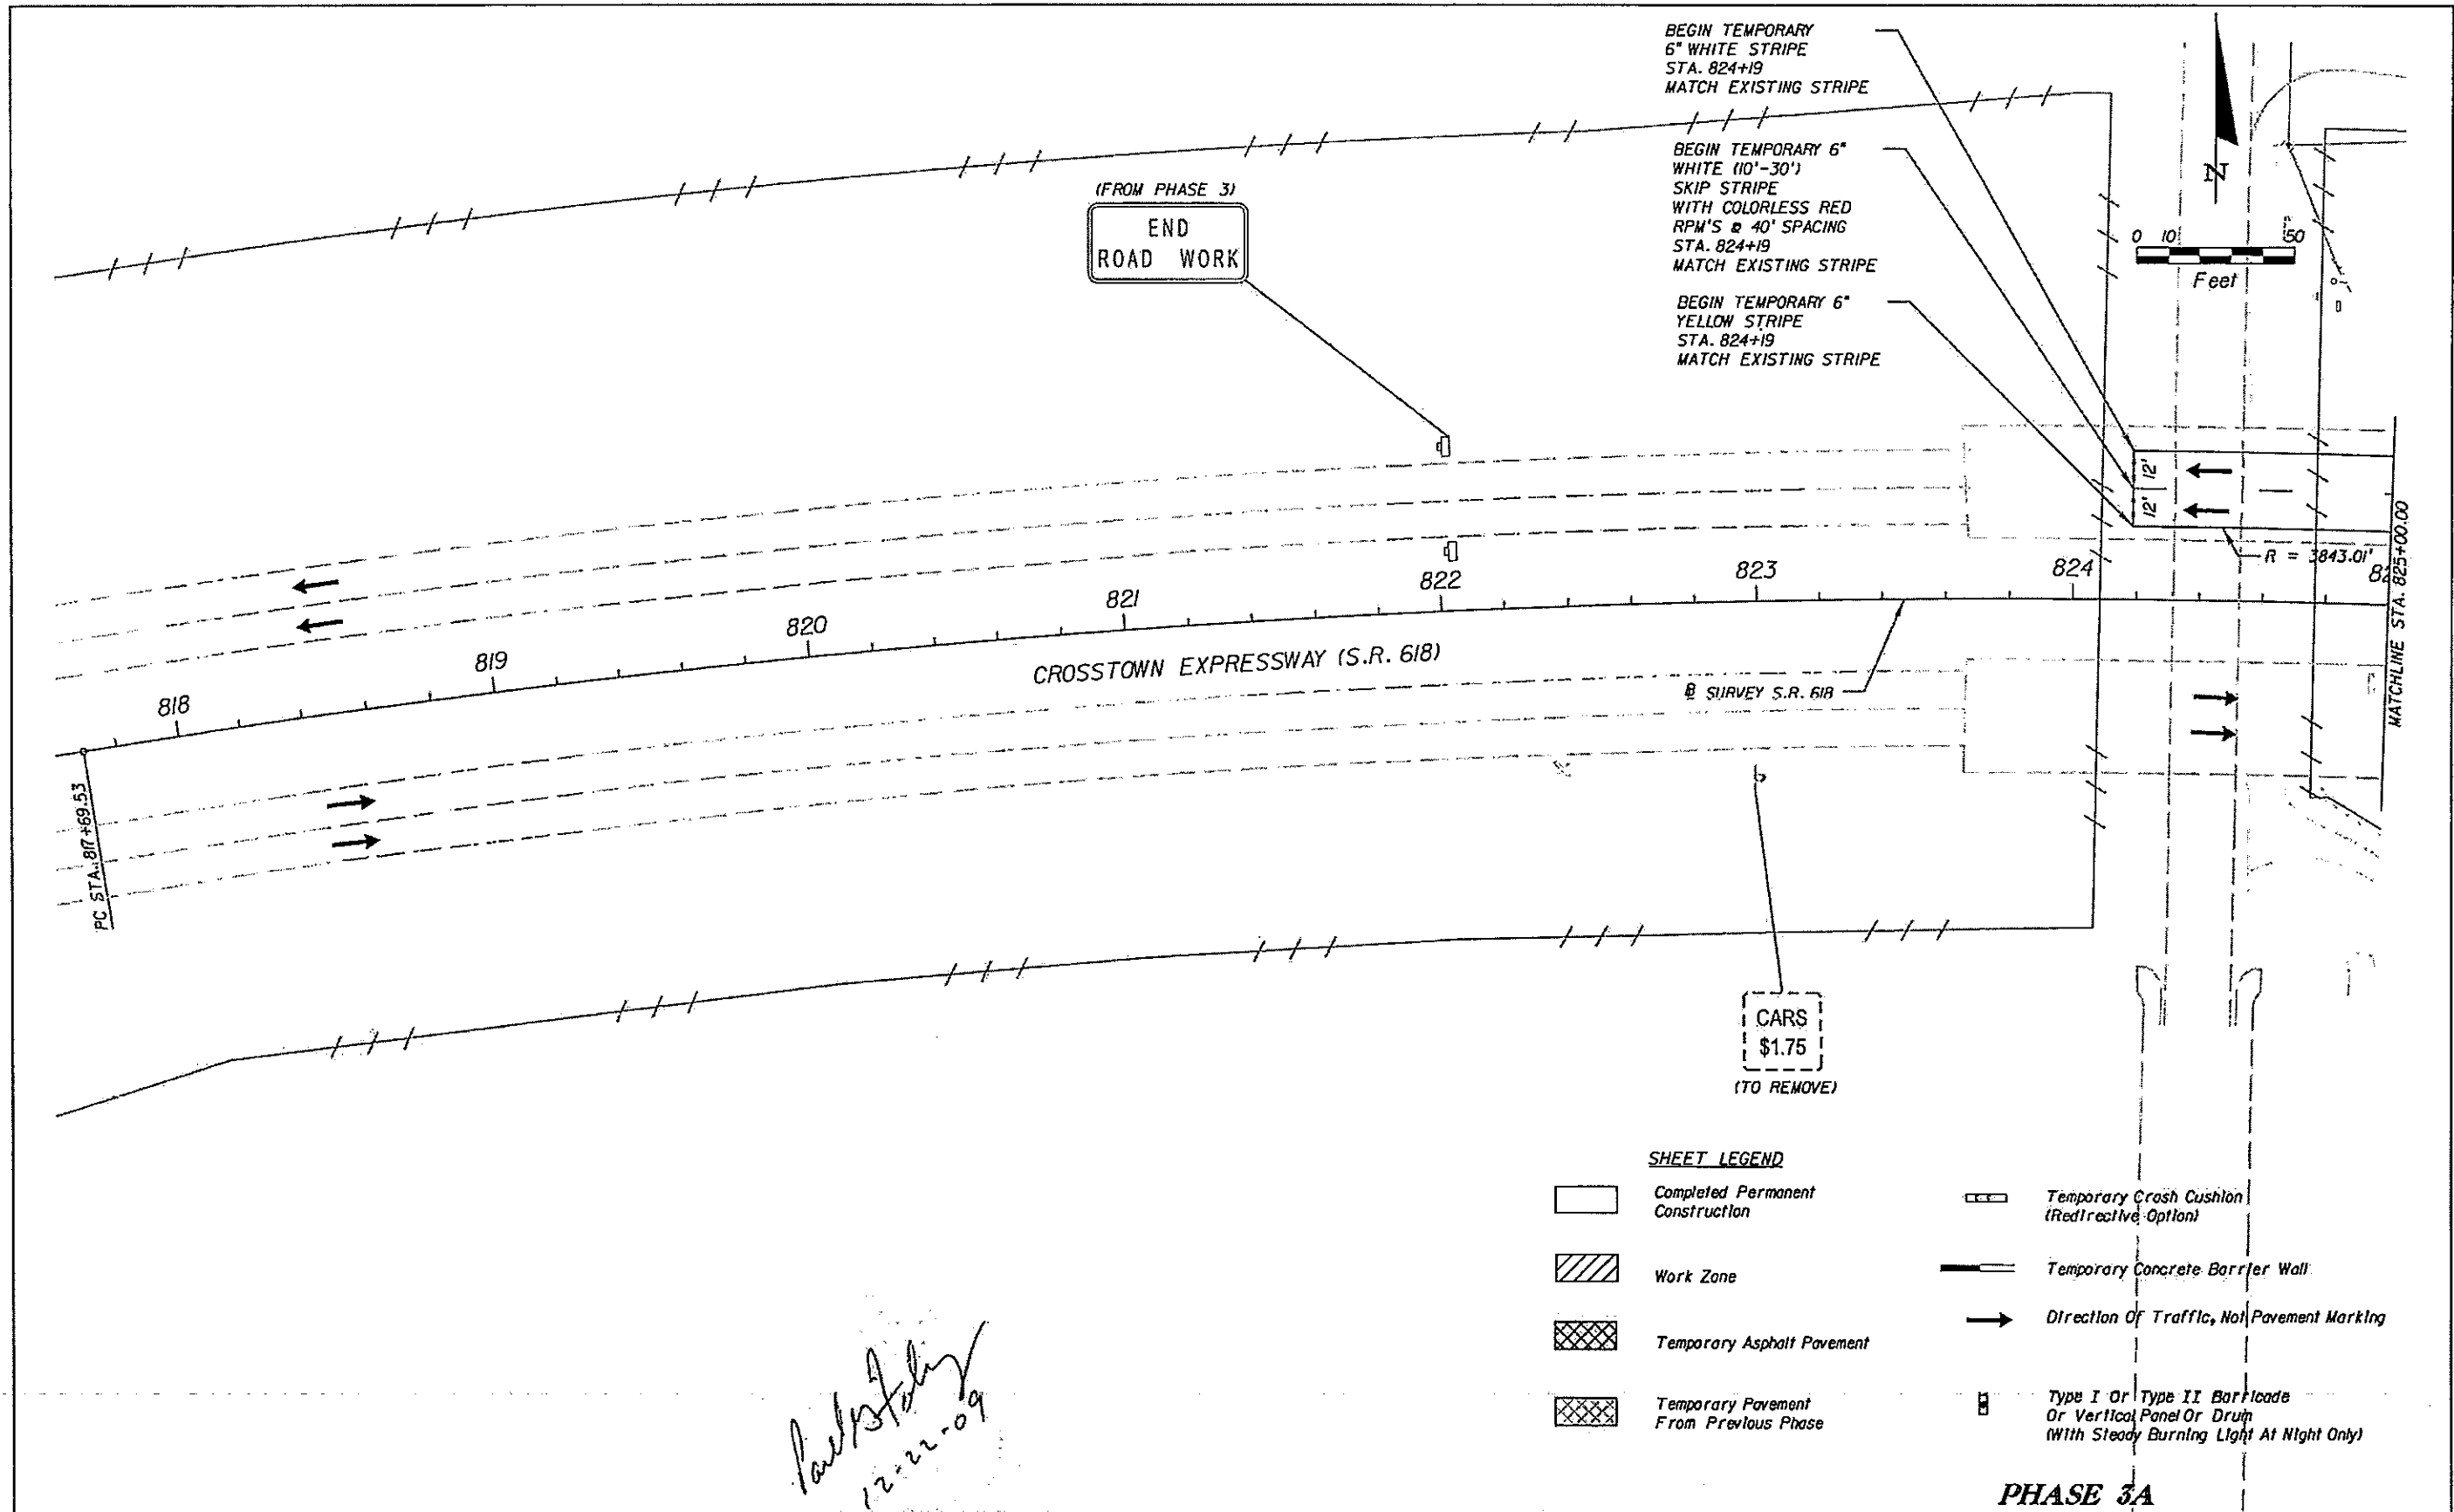 BEGIN TEMPORARY
6" WHITE STRIPE
STA. 824+19
MATCH EXISTING STRIPE
BEGIN TEMPORARY 6"
WHITE (10'-30')
SKIP STRIPE
WITH COLORLESS RED
RPM'S @ 40' SPACING
STA. 824+19
MATCH EXISTING STRIPE
BEGIN TEMPORARY 6"
YELLOW STRIPE
STA. 824+19
MATCH EXISTING STRIPE
N
0 10 50
Feet
(FROM PHASE 3)
END
ROAD WORK
12'
12'
R = 3843.01'
MATCHLINE STA. 825+00.00
818
819
820
821
822
823
824
82
CROSSTOWN EXPRESSWAY (S.R. 618)
B SURVEY S.R. 618
PC STA. 817+69.53
CARS
$1.75
(TO REMOVE)
SHEET LEGEND
Completed Permanent
Construction
Work Zone
Temporary Asphalt Pavement
Temporary Pavement
From Previous Phase
Temporary Crash Cushion
(Redirective Option)
Temporary Concrete Barrier Wall
Direction Of Traffic, Not Pavement Marking
Type I Or Type II Barricade
Or Vertical Panel Or Drum
(With Steady Burning Light At Night Only)
12-22-09
PHASE 3A